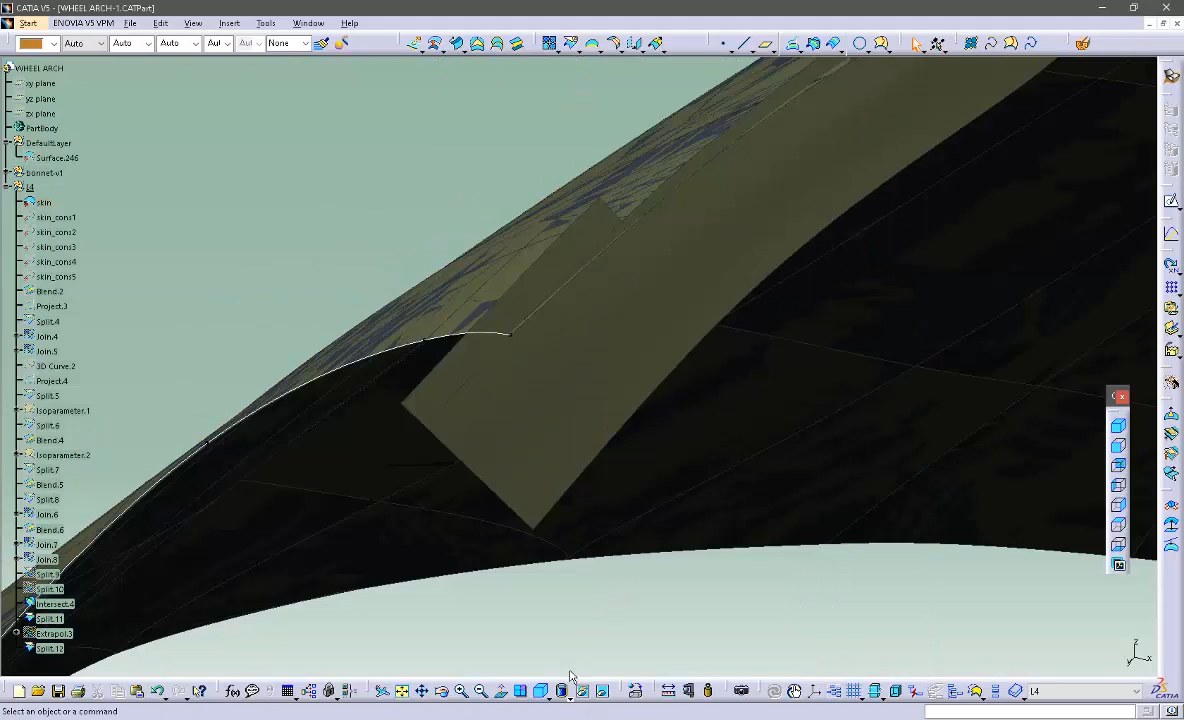 CATIA V5 - [WHEEL ARCH-1.CATPart]
Start ENOVIA V5 VPM File Edit View Insert Tools Window Help
Auto Auto Auto Aut Aut None
WHEEL ARCH
xy plane
yz plane
zx plane
PartBody
DefaultLayer
Surface.246
bonnet-v1
L4
skin
skin_cons1
skin_cons2
skin_cons3
skin_cons4
skin_cons5
Blend.2
Project.3
Split.4
Join.4
Join.5
3D Curve.2
Project.4
Split.5
Isoparameter.1
Split.6
Blend.4
Isoparameter.2
Split.7
Blend.5
Split.8
Join.6
Blend.6
Join.7
Join.8
Split.9
Split.10
Intersect.4
Split.11
Extrapol.3
Split.12
z
y x
L4
CATIA
Select an object or a command